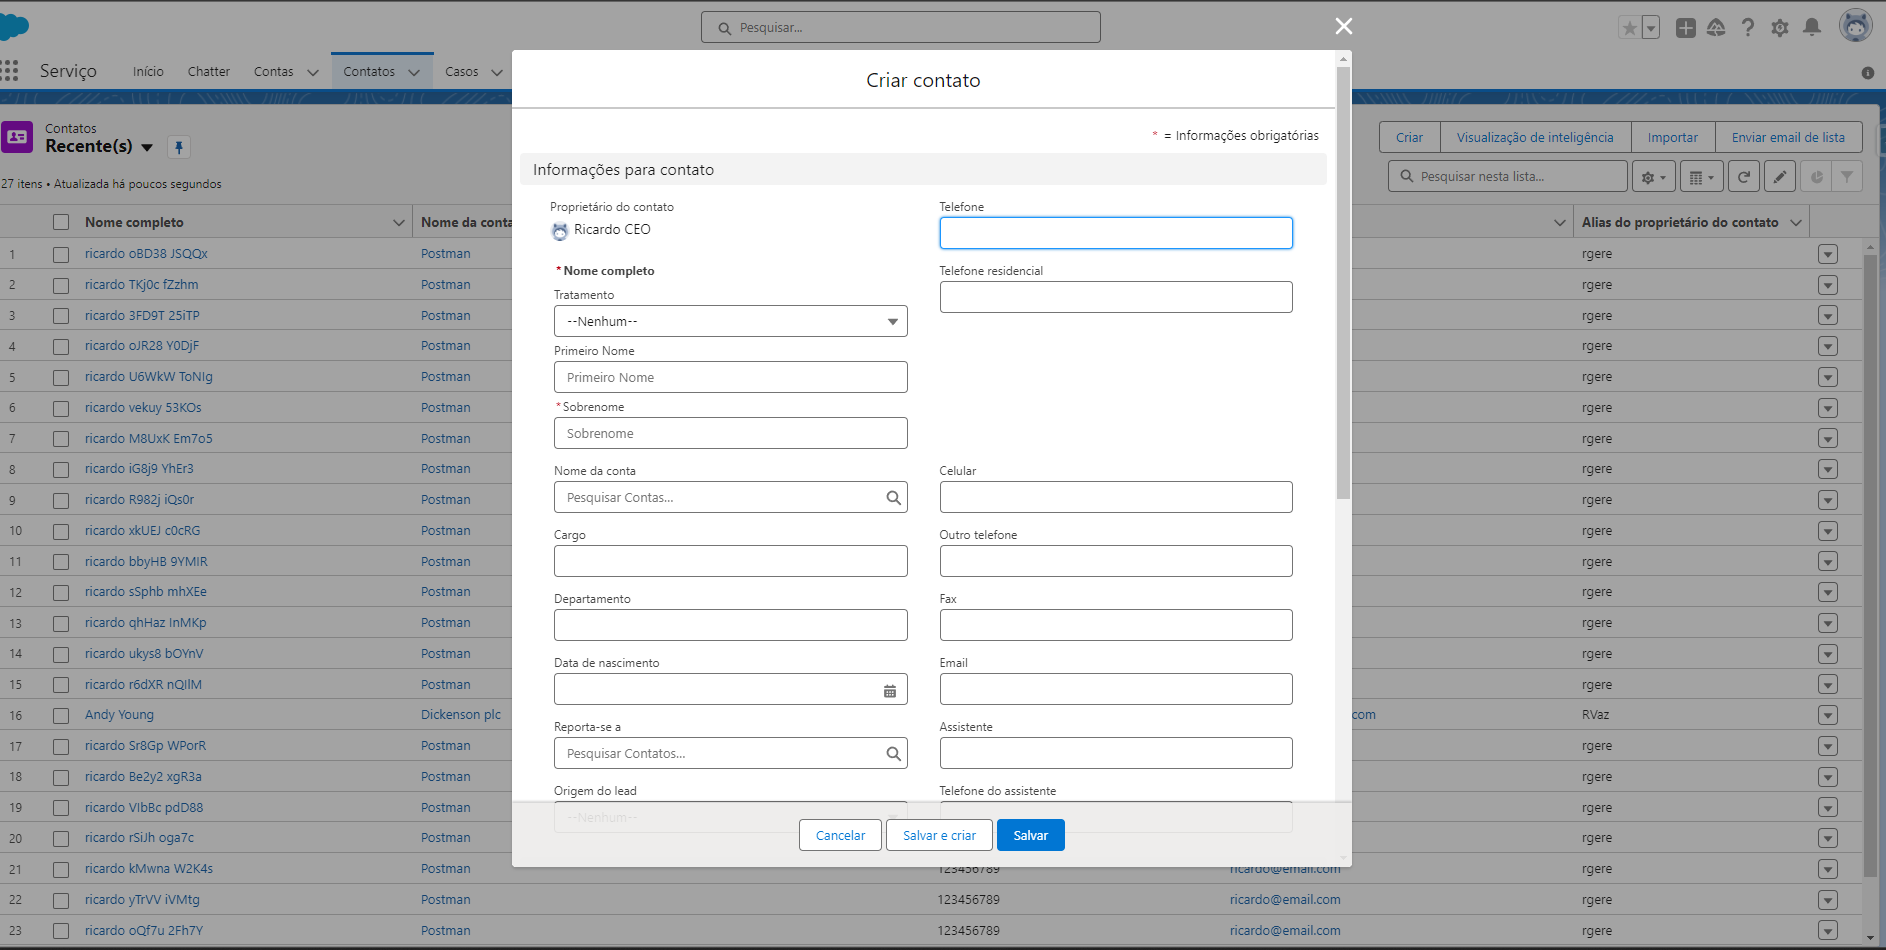 Pesquisar...
Serviço
Início
Chatter
Contas
Contatos
Casos
Contatos
Recente(s)
27 itens • Atualizada há poucos segundos
Criar
Visualização de inteligência
Importar
Enviar email de lista
Pesquisar nesta lista...
Nome completo
Nome da conta
Alias do proprietário do contato
1 ricardo oBD38 JSQQx Postman rgere
2 ricardo TKj0c fZzhm Postman rgere
3 ricardo 3FD9T 25iTP Postman rgere
4 ricardo oJR28 Y0DjF Postman rgere
5 ricardo U6WkW ToNIg Postman rgere
6 ricardo vekuy 53KOs Postman rgere
7 ricardo M8UxK Em7o5 Postman rgere
8 ricardo iG8j9 YhEr3 Postman rgere
9 ricardo R982j iQs0r Postman rgere
10 ricardo xkUEJ c0cRG Postman rgere
11 ricardo bbyHB 9YMIR Postman rgere
12 ricardo sSphb mhXEe Postman rgere
13 ricardo qhHaz InMKp Postman rgere
14 ricardo ukys8 bOYnV Postman rgere
15 ricardo r6dXR nQIlM Postman rgere
16 Andy Young Dickenson plc com RVaz
17 ricardo Sr8Gp WPorR Postman rgere
18 ricardo Be2y2 xgR3a Postman rgere
19 ricardo VIbBc pdD88 Postman rgere
20 ricardo rSiJh oga7c Postman rgere
21 ricardo kMwna W2K4s Postman 123456789 ricardo@email.com rgere
22 ricardo yTrVV iVMtg Postman 123456789 ricardo@email.com rgere
23 ricardo oQf7u 2Fh7Y Postman 123456789 ricardo@email.com rgere
Criar contato
* = Informações obrigatórias
Informações para contato
Proprietário do contato
Ricardo CEO
Telefone
* Nome completo
Telefone residencial
Tratamento
--Nenhum--
Primeiro Nome
Primeiro Nome
* Sobrenome
Sobrenome
Nome da conta
Pesquisar Contas...
Celular
Cargo
Outro telefone
Departamento
Fax
Data de nascimento
Email
Reporta-se a
Pesquisar Contatos...
Assistente
Origem do lead
--Nenhum--
Telefone do assistente
Cancelar
Salvar e criar
Salvar